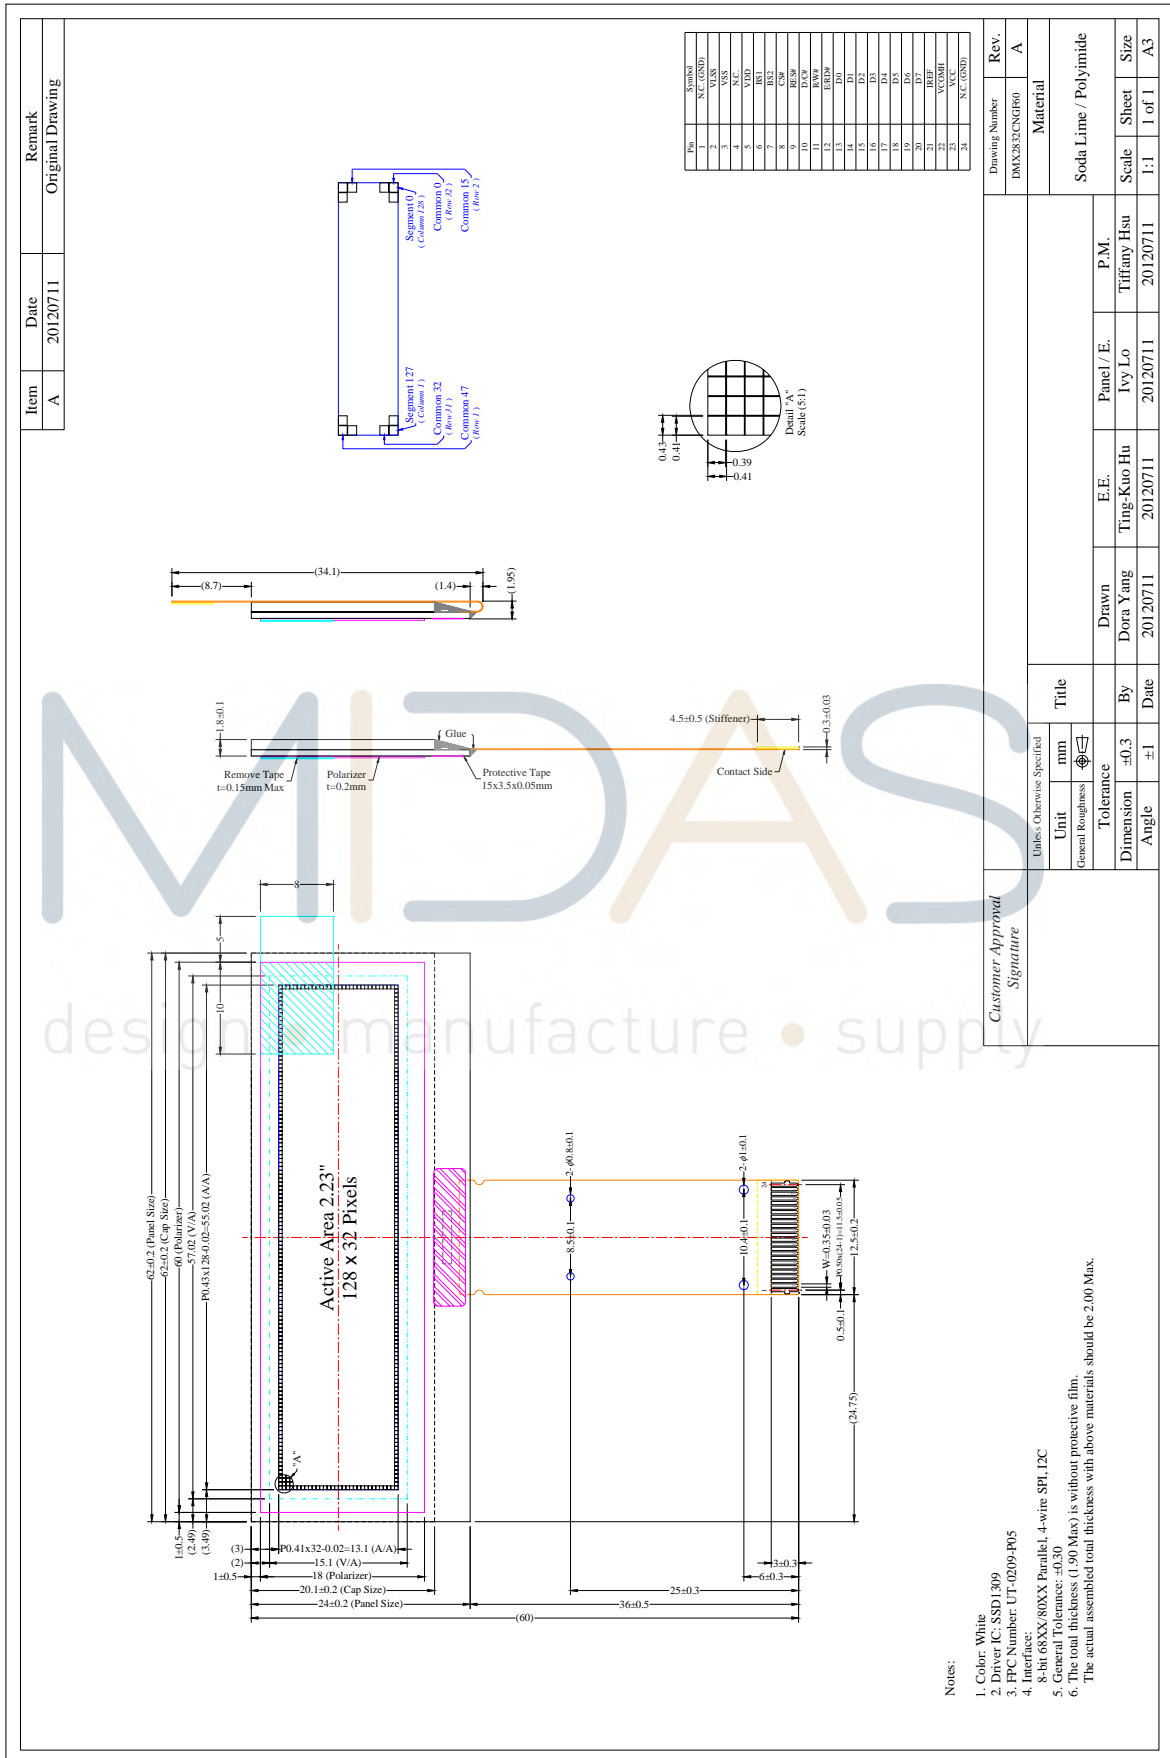 Item Date Remark
A 20120711 Original Drawing
Segment 127
( Column 1 )
Common 32
( Row 31 )
Common 47
( Row 1 )
Segment 0
( Column 128 )
Common 0
( Row 32 )
Common 15
( Row 2 )
Pin Symbol
1 N.C. (GND)
2 VLSS
3 VSS
4 N.C.
5 VDD
6 BS1
7 BS2
8 CS#
9 RES#
10 D/C#
11 R/W#
12 E/RD#
13 D0
14 D1
15 D2
16 D3
17 D4
18 D5
19 D6
20 D7
21 IREF
22 VCOMH
23 VCC
24 N.C. (GND)
0.43
0.41
0.39
0.41
Detail "A"
Scale (5:1)
(34.1)
(8.7)
(1.4)
(1.95)
1.8±0.1
Glue
Remove Tape
t=0.15mm Max
Polarizer
t=0.2mm
Protective Tape
15x3.5x0.05mm
4.5±0.5 (Stiffener)
Contact Side
0.3±0.03
MIDAS
design • manufacture • supply
8
5
10
62±0.2 (Panel Size)
62±0.2 (Cap Size)
60 (Polarizer)
57.02 (V/A)
P0.43x128-0.02=55.02 (A/A)
1±0.5
(2.49)
(3.49)
Active Area 2.23"
128 x 32 Pixels
"A"
(3)
P0.41x32-0.02=13.1 (A/A)
(2)
15.1 (V/A)
1±0.5
18 (Polarizer)
20.1±0.2 (Cap Size)
24±0.2 (Panel Size)
(60)
36±0.5
25±0.3
6±0.3
3±0.3
2-ϕ0.8±0.1
8.5±0.1
2-ϕ1±0.1
10.4±0.1
24
W=0.35±0.03
P0.50x(24-1)=11.5±0.05
12.5±0.2
0.5±0.1
(24.75)
Notes:
1. Color: White
2. Driver IC: SSD1309
3. FPC Number: UT-0209-P05
4. Interface:
8-bit 68XX/80XX Parallel, 4-wire SPI, I2C
5. General Tolerance: ±0.30
6. The total thickness (1.90 Max) is without protective film.
The actual assembled total thickness with above materials should be 2.00 Max.
Customer Approval
Signature
Drawing Number Rev.
DMX2832CNGF60 A
Unless Otherwise Specified
Unit mm
General Roughness
Tolerance
Dimension ±0.3
Angle ±1
Title
Material
Soda Lime / Polyimide
Drawn E.E. Panel / E. P.M.
By Dora Yang Ting-Kuo Hu Ivy Lo Tiffany Hsu
Date 20120711 20120711 20120711 20120711
Scale Sheet Size
1:1 1 of 1 A3